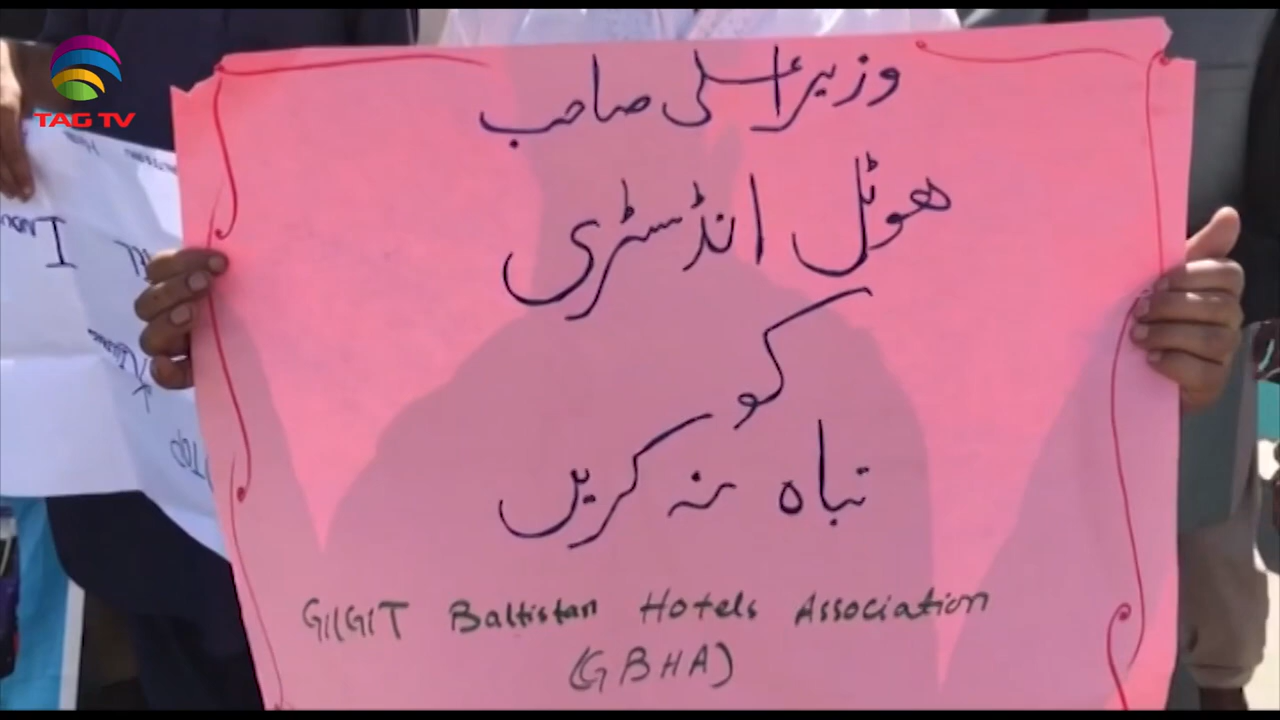 TAG TV
وزیراعلی صاحب
ھوٹل انڈسٹری
کو
تباہ نہ کریں
GILGIT Baltistan Hotels Association
(GBHA)